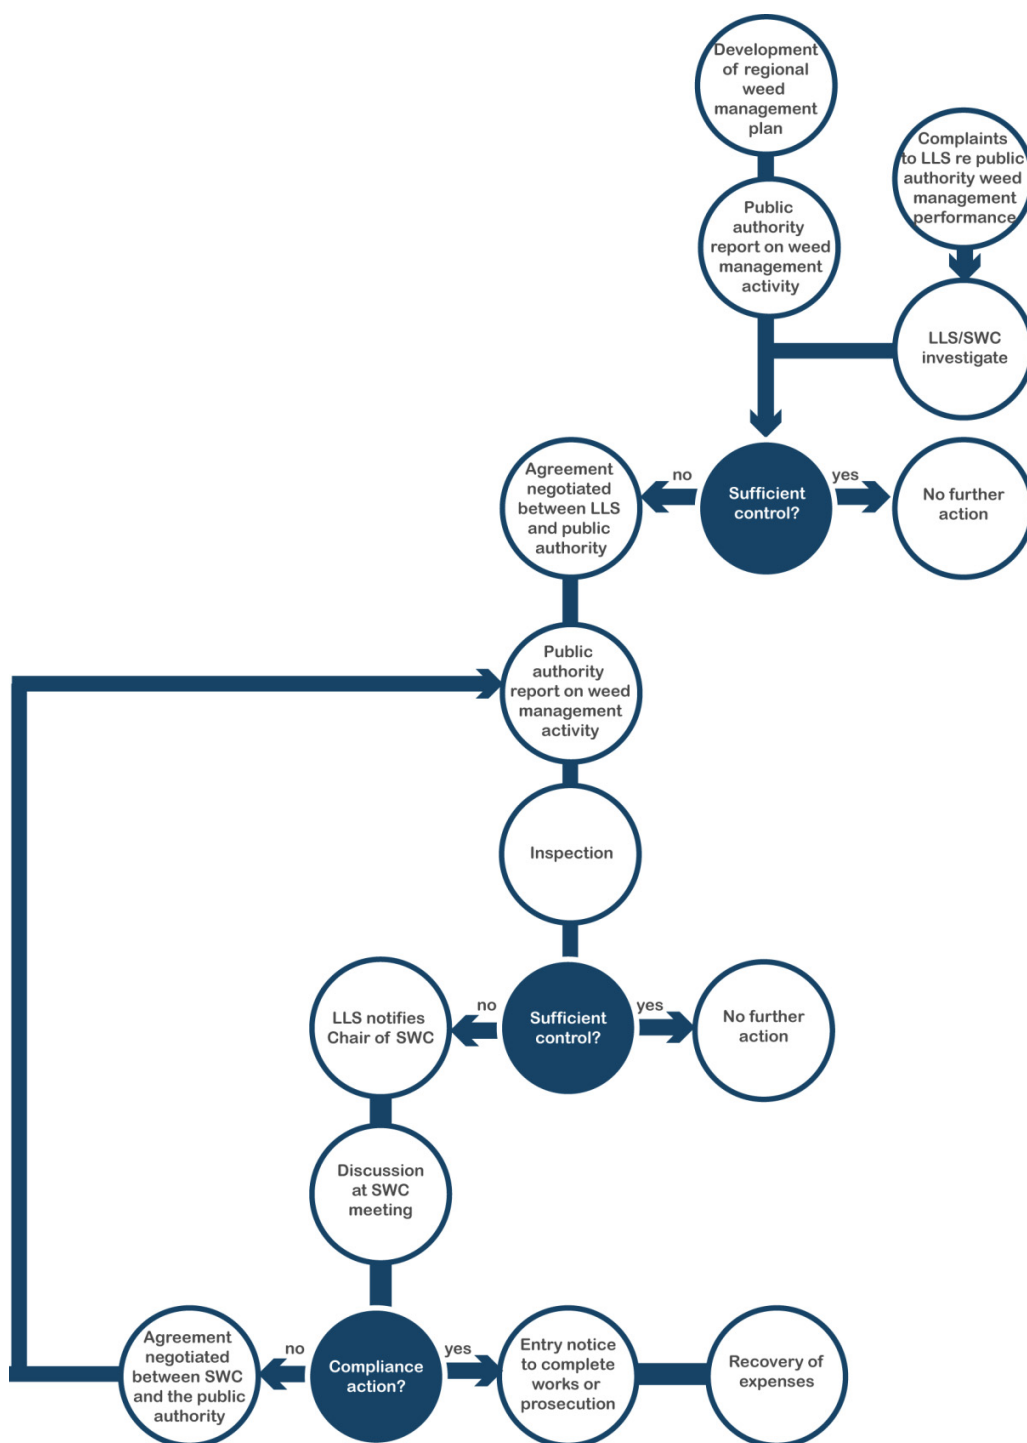 Development
of regional
weed
management
plan
Complaints
to LLS re public
authority weed
management
performance
Public
authority
report on weed
management
activity
LLS/SWC
investigate
Agreement
negotiated
between LLS
and public
authority
no
Sufficient
control?
yes
No further
action
Public
authority
report on weed
management
activity
Inspection
LLS notifies
Chair of SWC
no
Sufficient
control?
yes
No further
action
Discussion
at SWC
meeting
Agreement
negotiated
between SWC
and the public
authority
no
Compliance
action?
yes
Entry notice
to complete
works or
prosecution
Recovery of
expenses